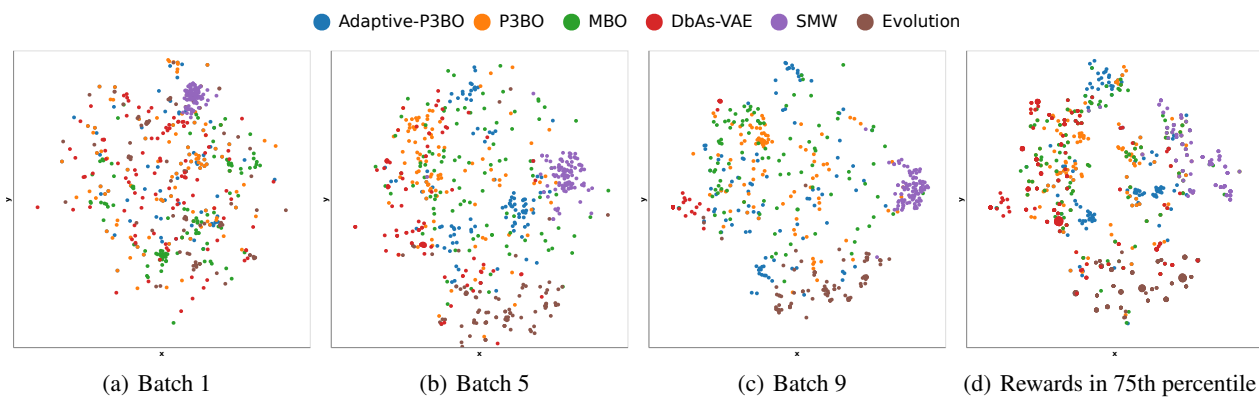 Adaptive-P3BO P3BO MBO DbAs-VAE SMW Evolution
y
x
y
x
y
x
y
x
(a) Batch 1
(b) Batch 5
(c) Batch 9
(d) Rewards in 75th percentile